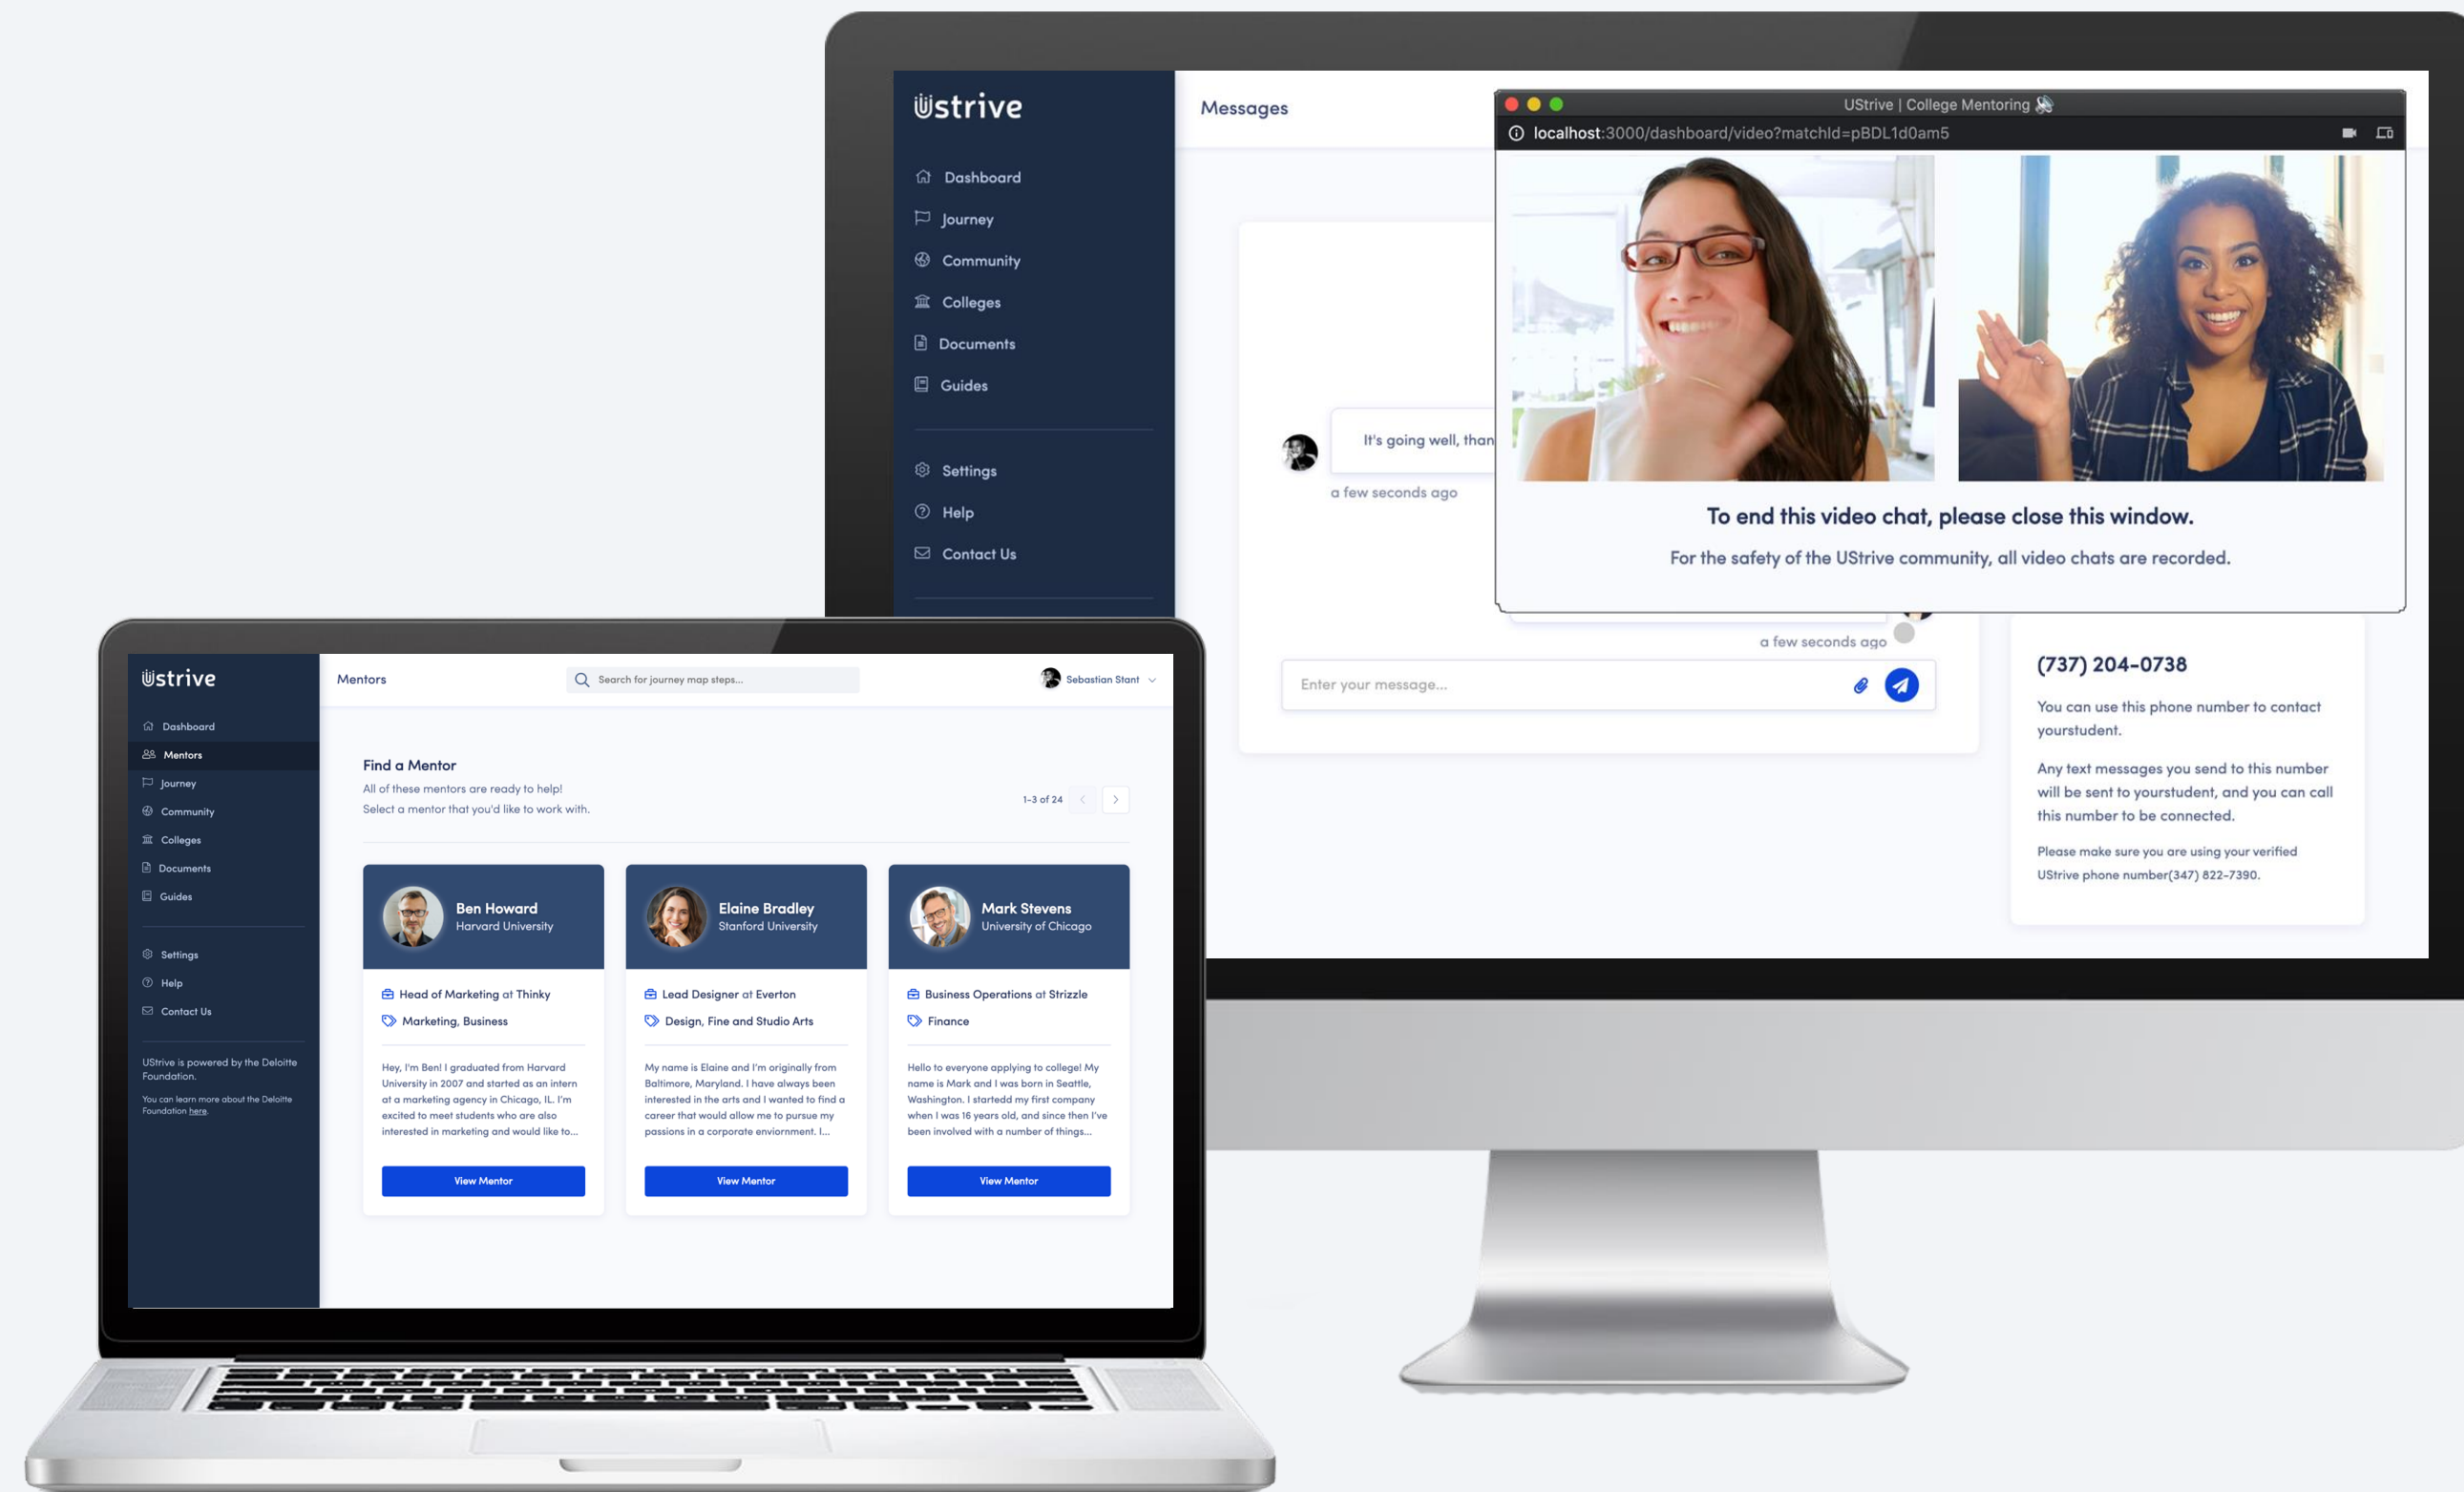 Ustrive
Messages
Dashboard
Journey
Community
Colleges
Documents
Guides
Settings
Help
Contact Us
UStrive | College Mentoring
localhost:3000/dashboard/video?matchId=pBDL1d0am5
To end this video chat, please close this window.
For the safety of the UStrive community, all video chats are recorded.
It's going well, than
a few seconds ago
a few seconds ago
Enter your message...
(737) 204-0738
You can use this phone number to contact
yourstudent.
Any text messages you send to this number
will be sent to yourstudent, and you can call
this number to be connected.
Please make sure you are using your verified
UStrive phone number(347) 822-7390.
Ustrive
Mentors
Search for journey map steps...
Sebastian Stant
Dashboard
Mentors
Journey
Community
Colleges
Documents
Guides
Settings
Help
Contact Us
UStrive is powered by the Deloitte
Foundation.
You can learn more about the Deloitte
Foundation here.
Find a Mentor
All of these mentors are ready to help!
Select a mentor that you'd like to work with.
1-3 of 24
Ben Howard
Harvard University
Head of Marketing at Thinky
Marketing, Business
Hey, I'm Ben! I graduated from Harvard
University in 2007 and started as an intern
at a marketing agency in Chicago, IL. I'm
excited to meet students who are also
interested in marketing and would like to...
View Mentor
Elaine Bradley
Stanford University
Lead Designer at Everton
Design, Fine and Studio Arts
My name is Elaine and I'm originally from
Baltimore, Maryland. I have always been
interested in the arts and I wanted to find a
career that would allow me to pursue my
passions in a corporate enviornment. I...
View Mentor
Mark Stevens
University of Chicago
Business Operations at Strizzle
Finance
Hello to everyone applying to college! My
name is Mark and I was born in Seattle,
Washington. I startedd my first company
when I was 16 years old, and since then I've
been involved with a number of things...
View Mentor